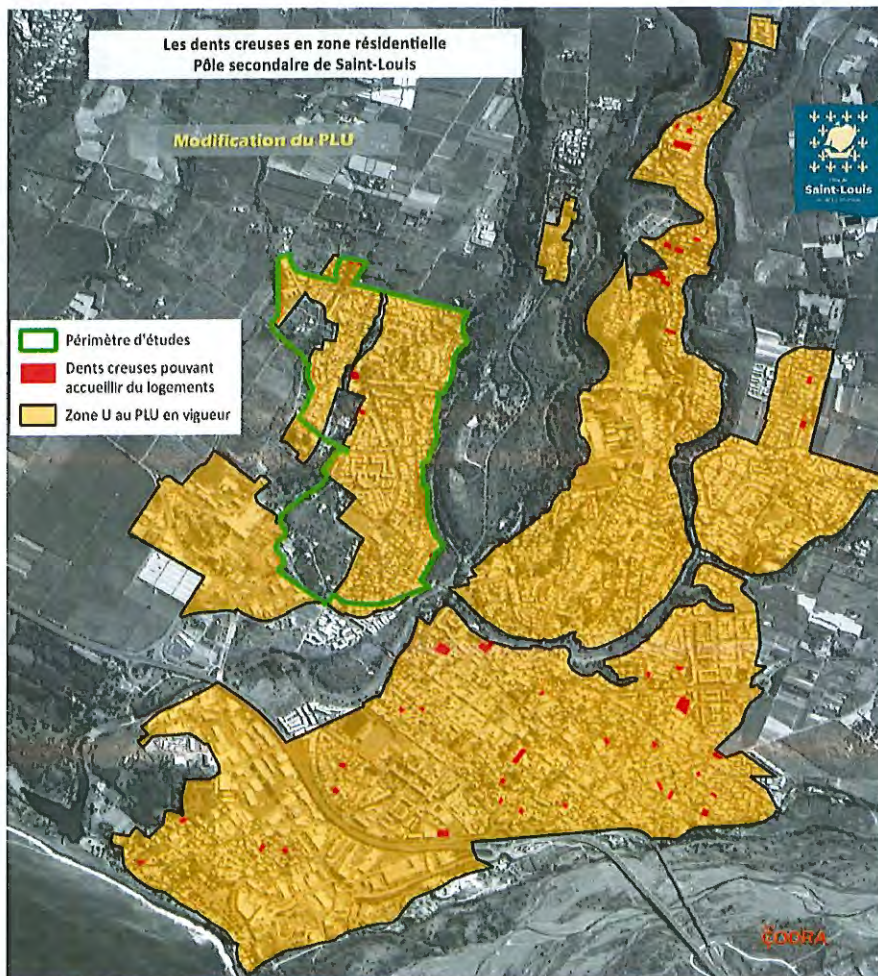 Les dents creuses en zone résidentielle
Pôle secondaire de Saint-Louis
Modification du PLU
Saint-Louis
Périmètre d'études
Dents creuses pouvant
accueillir du logements
Zone U au PLU en vigueur
CODRA